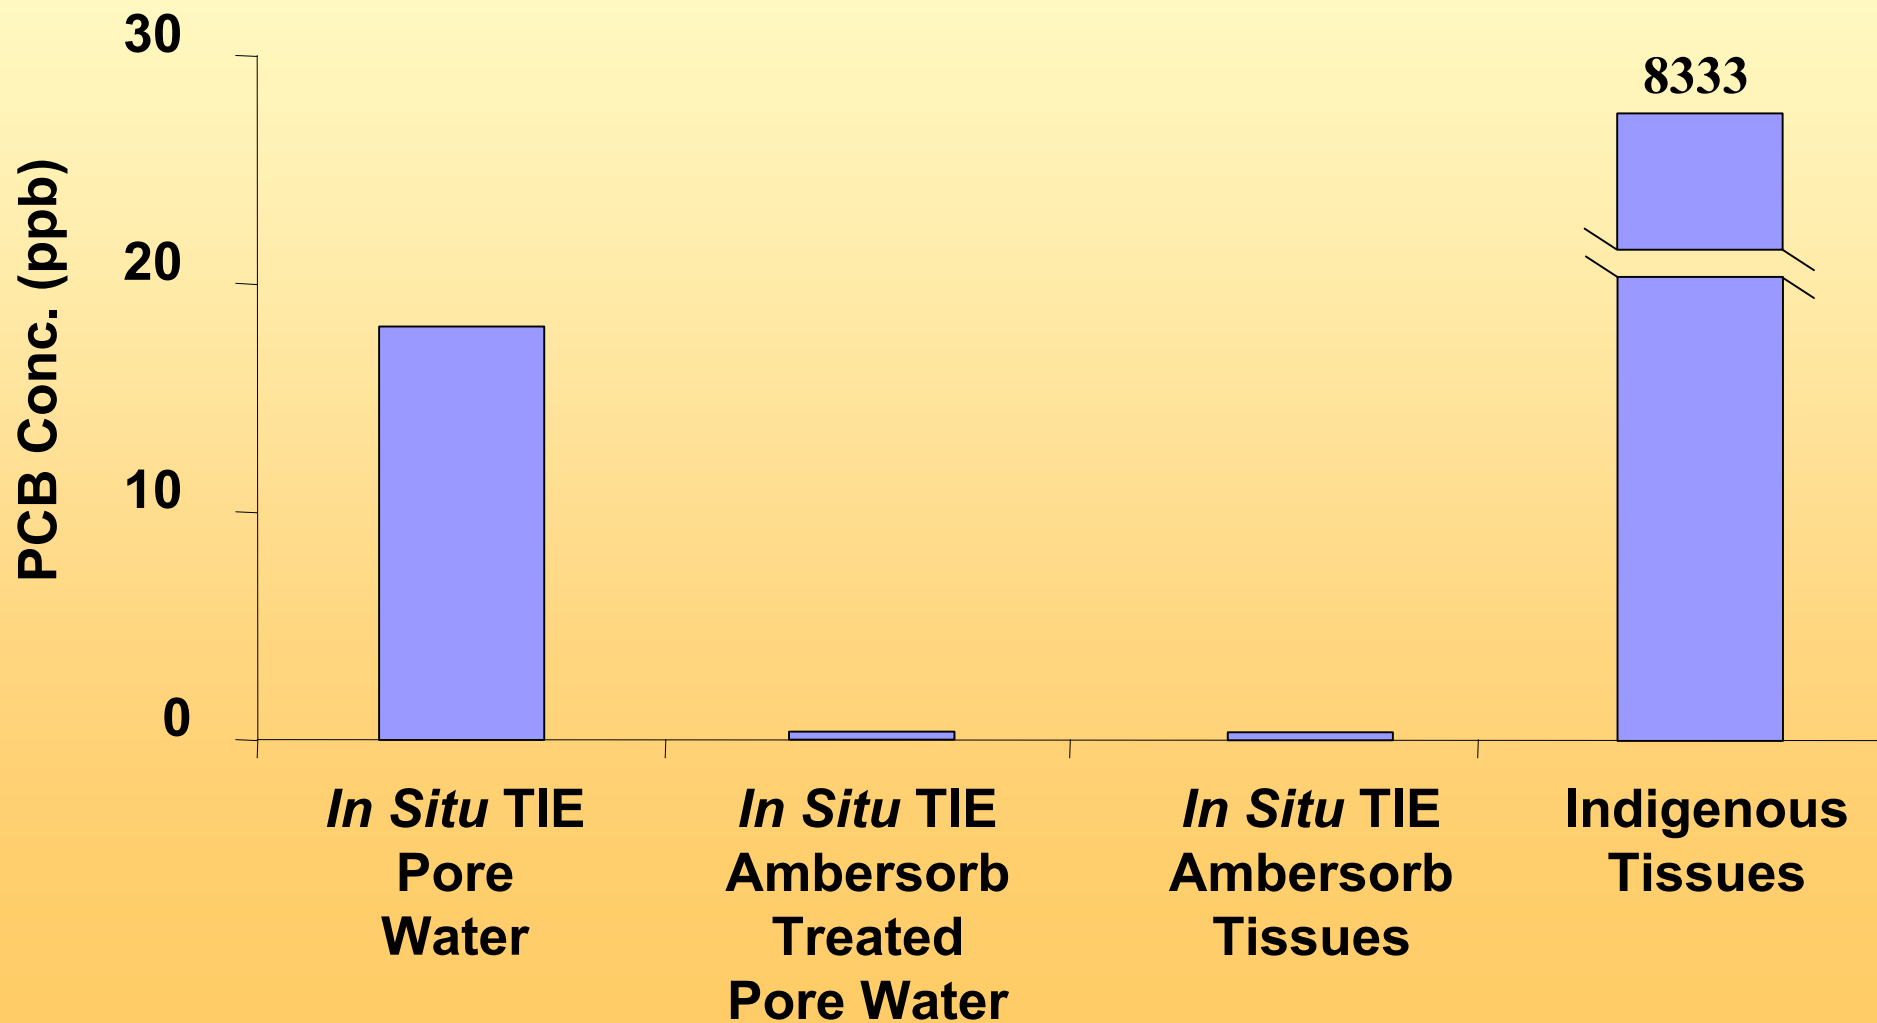 30
8333
20
10
0
PCB Conc. (ppb)
In Situ TIE
Pore
Water
In Situ TIE
Ambersorb
Treated
Pore Water
In Situ TIE
Ambersorb
Tissues
Indigenous
Tissues